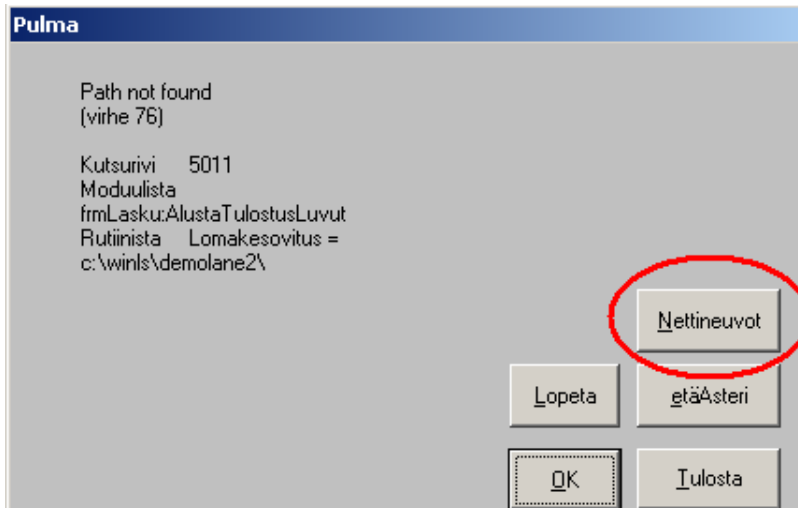 Pulma
Path not found
(virhe 76)
Kutsurivi 5011
Moduulista
frmLasku:AlustaTulostusLuvut
Rutiinista Lomakesovitus =
c:\winls\demolane2\
Nettineuvot
Lopeta
etäAsteri
OK
Tulosta